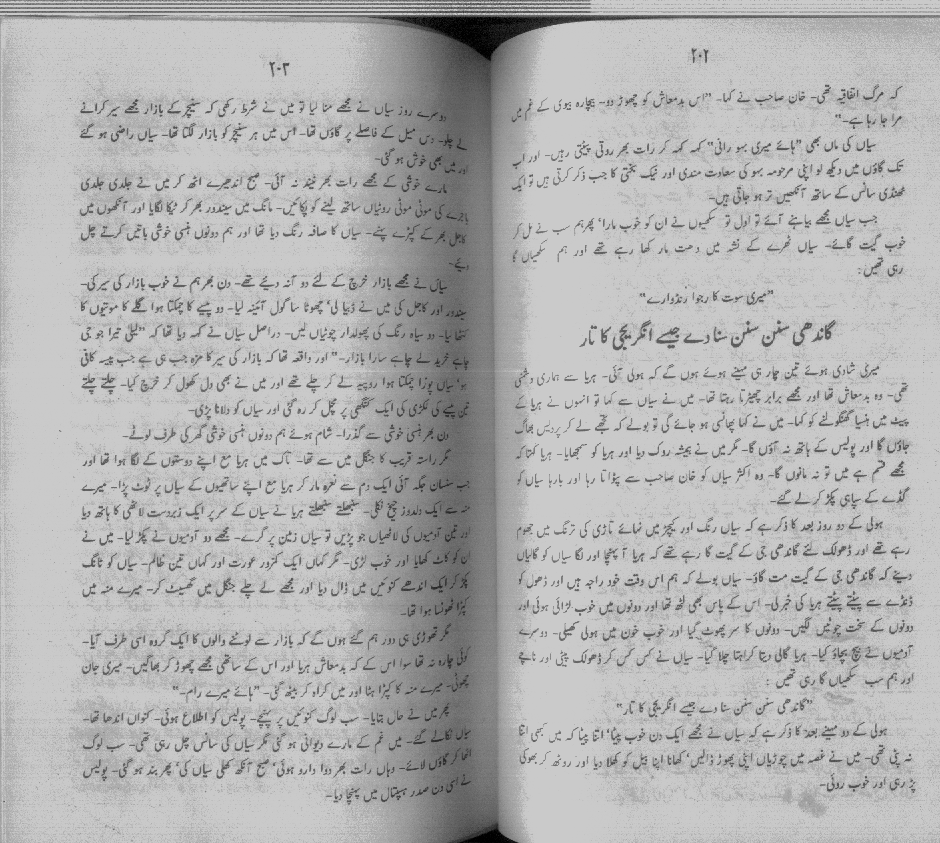 ۲۰۲
کہ مرگ اتفاقیہ تھی۔ خان صاحب نے کہا۔ "اس بدمعاش کو چھوڑ دو۔ بیچارہ بیوی کے غم میں
مرا جا رہا ہے۔"
سیاں کی ماں بھی "ہائے میری بہو رانی" کہہ کہہ کر رات بھر روتی پیٹتی رہیں۔ اور اب
تک گاؤں میں دیکھ لو اپنی مرحومہ بہو کی سعادت مندی اور نیک بختی کا جب ذکر کرتی ہیں تو ایک
ٹھنڈی سانس کے ساتھ آنکھیں تر ہو جاتی ہیں۔
جب سیاں مجھے بیاہنے آئے تو اول تو سکھیوں نے ان کو خوب مارا' پھر ہم سب نے مل کر
خوب گیت گائے۔ سیاں ٹھرے کے نشہ میں دھت مار کھا رہے تھے اور ہم سکھیاں گا
رہی تھیں:
"میری سوت کا رجوا رنڈوارے"
گاندھی سنن سنن سنا دے جیسے انگریجی کا تار
میری شادی ہوئے تین چار ہی مہینے ہوئے ہوں گے کہ ہولی آئی۔ ہریا سے ہماری دشمنی
تھی۔ وہ بدمعاش تھا اور مجھے برابر چھیڑتا رہتا تھا۔ میں نے سیاں سے کہا تو انہوں نے ہریا کے
پیٹ میں ہنسیا گھنگولنے کو کہا۔ میں نے کہا پھانسی ہو جائے گی تو بولے کہ تجھے لے کر پردیس بھاگ
جاؤں گا اور پولیس کے ہاتھ نہ آؤں گا۔ مگر میں نے ہمیشہ روک دیا اور ہریا کو سمجھایا۔ ہریا کہتا کہ
مجھے قسم ہے میں تو نہ مانوں گا۔ وہ اکثر سیاں کو خان صاحب سے پٹواتا رہا اور بارہا سیاں کو
گڈے کے سپاہی پکڑ کر لے گئے۔
ہولی کے دو روز بعد کا ذکر ہے کہ سیاں رنگ اور کیچڑ میں نہائے تاڑی کی ترنگ میں جھوم
رہے تھے اور ڈھولک لئے گاندھی جی کے گیت گا رہے تھے کہ ہریا آ پہنچا اور لگا سیاں کو گالیاں
دینے کہ گاندھی جی کے گیت مت گاؤ۔ سیاں بولے کہ ہم اس وقت خود راجہ ہیں اور ڈھول کو
ڈنڈے سے پیٹتے پیٹتے ہریا کی خبر لی۔ اس کے پاس بھی لٹھ تھا اور دونوں میں خوب لڑائی ہوئی اور
دونوں کے سخت چوٹیں لگیں۔ دونوں کا سر پھوٹ گیا اور خوب خون میں ہولی کھیلی۔ دوسرے
آدمیوں نے بیچ بچاؤ کیا۔ ہریا گالی دیتا کراہتا چلا گیا۔ سیاں نے کس کس کر ڈھولک پیٹی اور ناچے
اور ہم سب سکھیاں گا رہی تھیں:
"گاندھی سنن سنن سنا دے جیسے انگریجی کا تار"
ہولی کے دو مہینے بعد کا ذکر ہے کہ سیاں نے مجھے ایک دن خوب پیٹا' اتنا پیٹا کہ میں کبھی اتنا
نہ پٹی تھی۔ میں نے غصہ میں چوڑیاں اپنی پھوڑ ڈالیں' کھانا اپنا بیل کو کھلا دیا اور روٹھ کر بھوکی
پڑ رہی اور خوب روئی۔
۲۰۳
دوسرے روز سیاں نے مجھے منا لیا تو میں نے شرط رکھی کہ سنیچر کے بازار مجھے سیر کرانے
لے چلو۔ دس میل کے فاصلے پر گاؤں تھا۔ اس میں ہر سنیچر کو بازار لگتا تھا۔ سیاں راضی ہو گئے
اور میں بھی خوش ہو گئی۔
مارے خوشی کے مجھے رات بھر نیند نہ آئی۔ صبح اندھیرے اٹھ کر میں نے جلدی جلدی
باجرے کی موٹی موٹی روٹیاں ساتھ لینے کو پکائیں۔ مانگ میں سیندور بھر کر ٹیکا لگایا اور آنکھوں میں
کاجل بھر کے کپڑے پہنے۔ سیاں کا صافہ رنگ دیا تھا اور ہم دونوں ہنسی خوشی باتیں کرتے چل
دیئے۔
سیاں نے مجھے بازار خرچ کے لئے دو آنہ دیئے تھے۔ دن بھر ہم نے خوب بازار کی سیر کی۔
سیندور اور کاجل کی میں نے ڈبیا لی' چھوٹا سا گول آئینہ لیا۔ دو پیسے کا چمکتا ہوا گلے کا موتیوں کا
کنٹھا لیا۔ دو سیاہ رنگ کی پھولدار چوٹیاں لیں۔ دراصل سیاں نے کہہ دیا تھا کہ "لیلٰی تیرا جو جی
چاہے خرید لے چاہے سارا بازار۔" اور واقعہ تھا کہ بازار کی سیر کا مزہ جب ہی ہے جب پیسہ کافی
ہو' سیاں پورا چمکتا ہوا روپیہ لے کر چلے تھے اور میں نے بھی دل کھول کر خرچ کیا۔ چلتے چلتے
تین پیسے کی لکڑی کی ایک کنگھی پر مچل کر رہ گئی اور سیاں کو دلانا پڑی۔
دن بھر ہنسی خوشی سے گذرا۔ شام ہوئے ہم دونوں ہنسی خوشی گھر کی طرف لوٹے۔
مگر راستہ قریب کا جنگل میں سے تھا۔ تاک میں ہریا مع اپنے دوستوں کے لگا ہوا تھا اور
جب سنسان جگہ آئی ایک دم سے نعرہ مار کر ہریا مع اپنے ساتھیوں کے سیاں پر ٹوٹ پڑا۔ میرے
منہ سے ایک دلدوز چیخ نکلی۔ سنبھلتے سنبھلتے ہریا نے سیاں کے سر پر ایک زبردست لاٹھی کا ہاتھ دیا
اور تین آدمیوں کی لاٹھیاں جو پڑیں تو سیاں زمین پر گرے۔ مجھے دو آدمیوں نے پکڑ لیا۔ میں نے
ان کو کاٹ کھایا اور خوب لڑی۔ مگر کہاں ایک کمزور عورت اور کہاں تین ظالم۔ سیاں کو ٹانگ
پکڑ کر ایک اندھے کنوئیں میں ڈال دیا اور مجھے لے چلے جنگل میں گھسیٹ کر۔ میرے منہ میں
کپڑا ٹھونسا ہوا تھا۔
مگر تھوڑی ہی دور ہم گئے ہوں گے کہ بازار سے لوٹنے والوں کا ایک گروہ اسی طرف آیا۔
کوئی چارہ نہ تھا سوا اس کے کہ بدمعاش ہریا اور اس کے ساتھی مجھے چھوڑ کر بھاگیں۔ میری جان
چھوٹی۔ میرے منہ کا کپڑا ہٹا اور میں کراہ کر بیٹھ گئی۔ "ہائے میرے رام۔"
پھر میں نے حال بتایا۔ سب لوگ کنوئیں پر پہنچے۔ پولیس کو اطلاع ہوئی۔ کنواں اندھا تھا۔
سیاں نکالے گئے۔ میں غم کے مارے دیوانی ہو گئی مگر سیاں کی سانس چل رہی تھی۔ سب لوگ
اٹھا کر گاؤں لائے۔ وہاں رات بھر دوا دارو ہوئی' صبح آنکھ کھلی سیاں کی' پھر بند ہو گئی۔ پولیس
نے اسی دن صدر ہسپتال میں پہنچا دیا۔